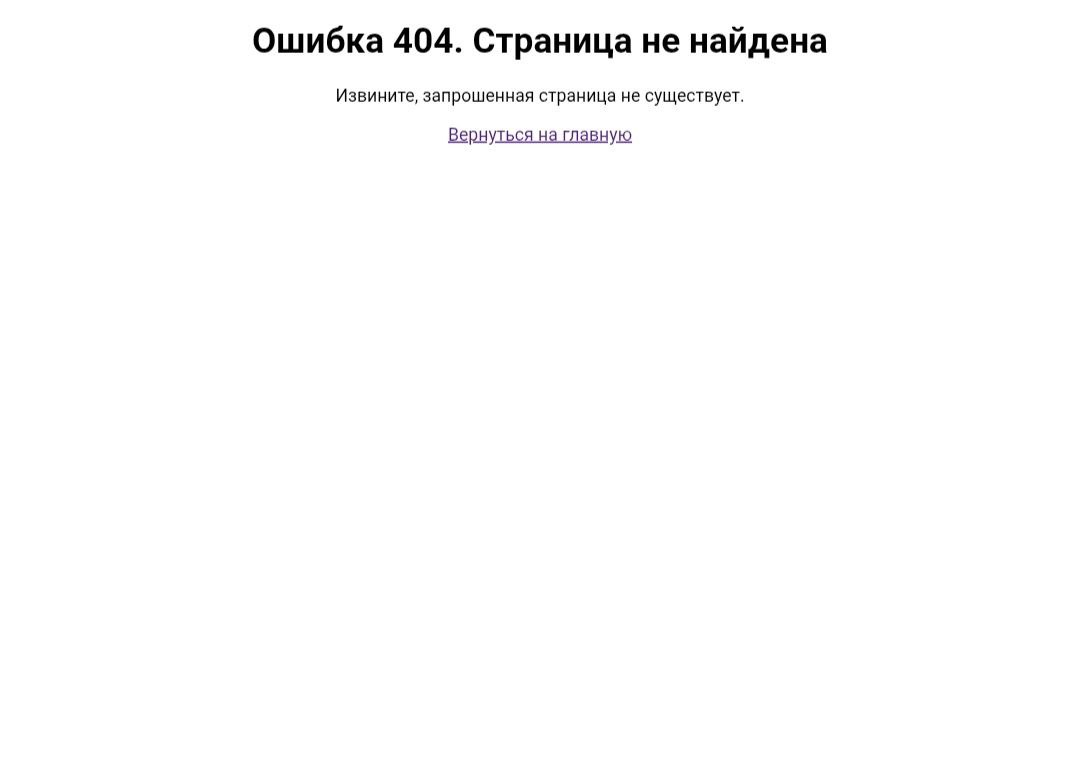 Ошибка 404. Страница не найдена
Извините, запрошенная страница не существует.
Вернуться на главную